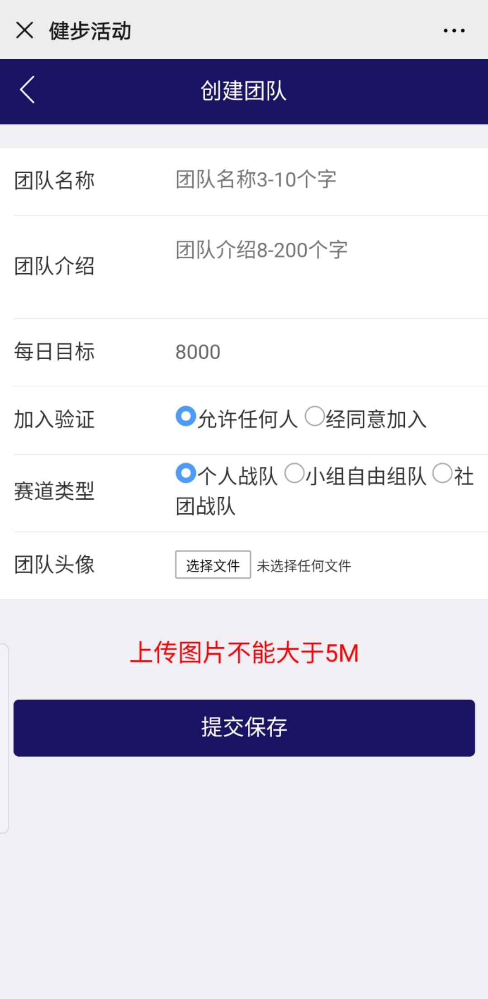 健步活动
创建团队
团队名称 团队名称3-10个字
团队介绍 团队介绍8-200个字
每日目标 8000
加入验证 允许任何人 经同意加入
赛道类型 个人战队 小组自由组队 社
团战队
团队头像 选择文件 未选择任何文件
上传图片不能大于5M
提交保存